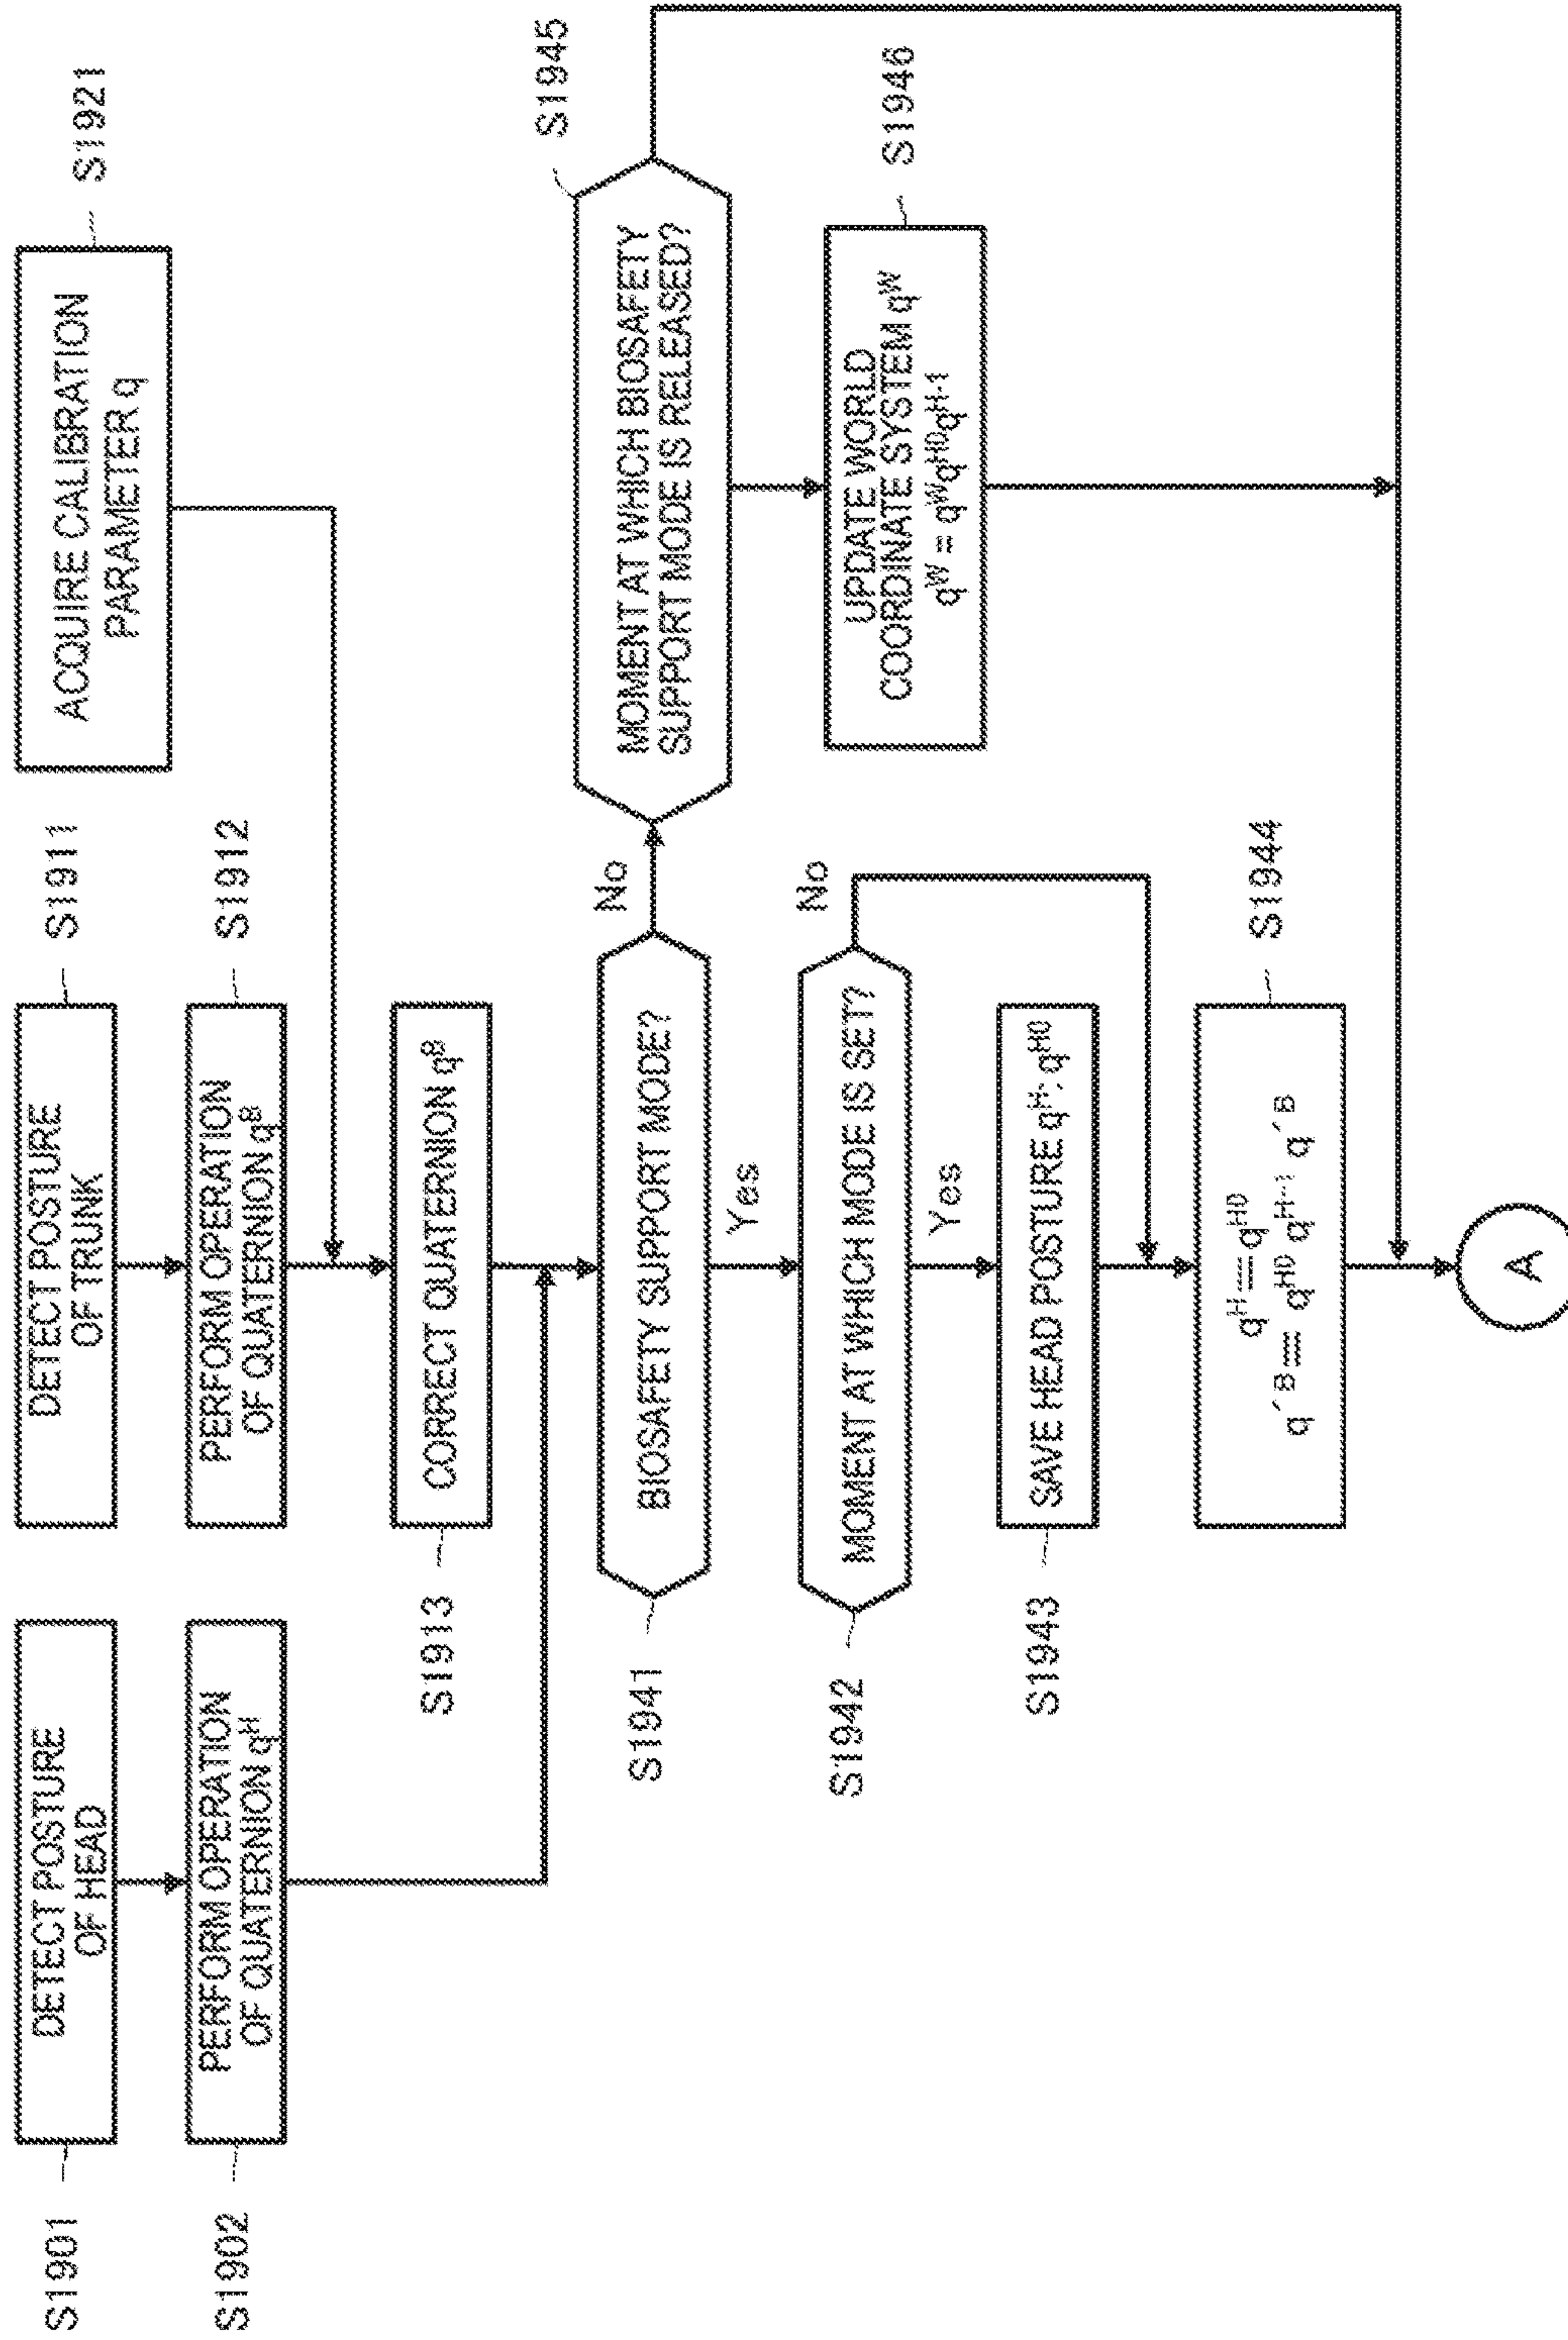 S1901
DETECT POSTURE
OF HEAD
S1902
PERFORM OPERATION
OF QUATERNION q^H
DETECT POSTURE
OF TRUNK
S1911
PERFORM OPERATION
OF QUATERNION q^B
S1912
ACQUIRE CALIBRATION
PARAMETER q
S1921
S1913
CORRECT QUATERNION q^B
S1941
BIOSAFETY SUPPORT MODE?
No
Yes
MOMENT AT WHICH BIOSAFETY
SUPPORT MODE IS RELEASED?
S1945
S1942
MOMENT AT WHICH MODE IS SET?
No
Yes
UPDATE WORLD
COORDINATE SYSTEM q^W
q^W = q^W q^H0 q^H-1
S1946
S1943
SAVE HEAD POSTURE q^H: q^H0
q^H = q^H0
q´^B = q^H0 q^H-1 q´^B
S1944
A